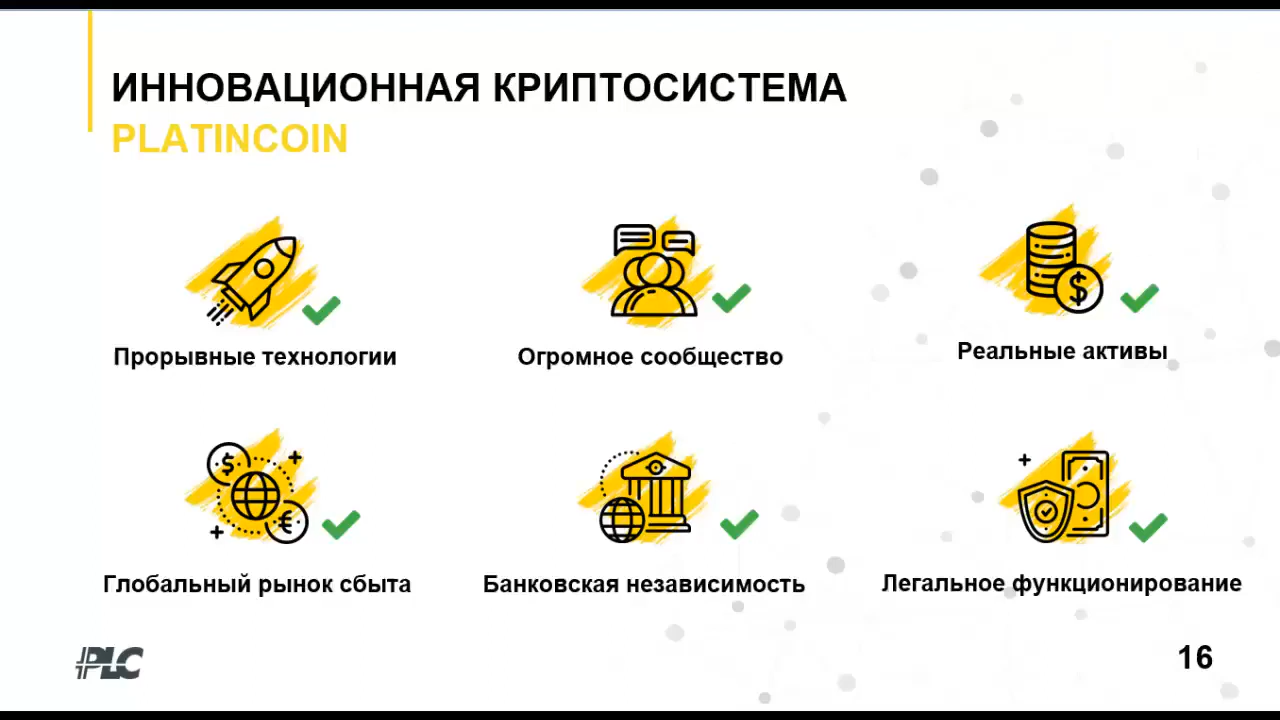 ИННОВАЦИОННАЯ КРИПТОСИСТЕМА
PLATINCOIN
Прорывные технологии
Огромное сообщество
Реальные активы
Глобальный рынок сбыта
Банковская независимость
Легальное функционирование
PLC
16